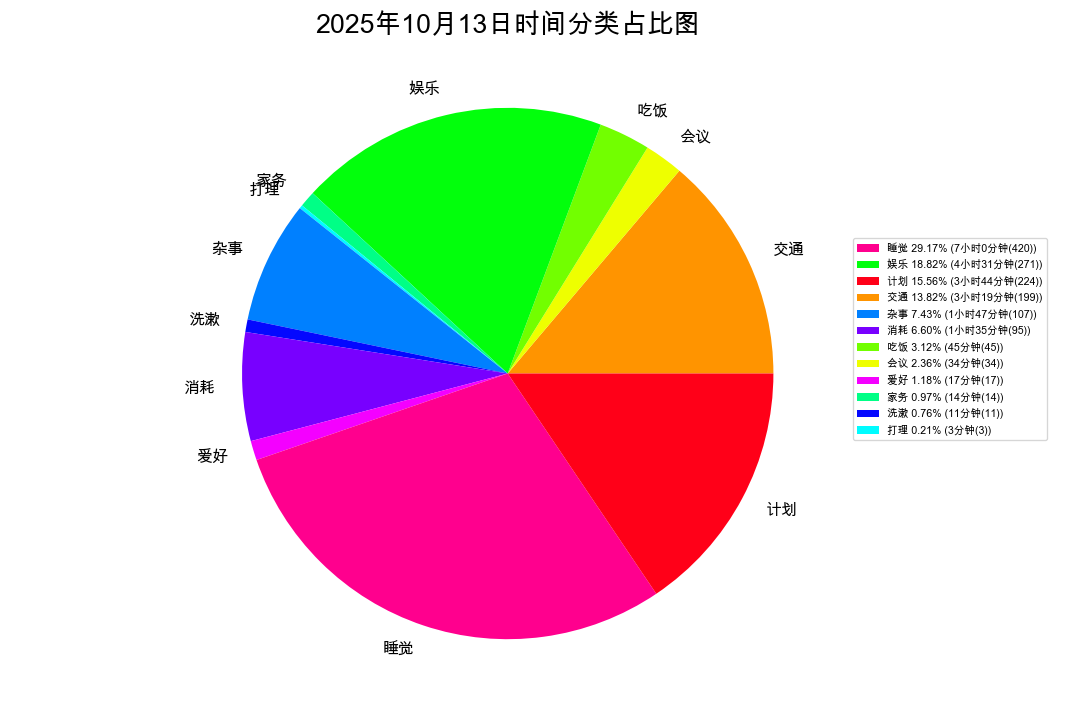 2025年10月13日时间分类占比图
娱乐
吃饭
会议
家务
打理
杂事
交通
洗漱
消耗
爱好
计划
睡觉
睡觉 29.17% (7小时0分钟(420))
娱乐 18.82% (4小时31分钟(271))
计划 15.56% (3小时44分钟(224))
交通 13.82% (3小时19分钟(199))
杂事 7.43% (1小时47分钟(107))
消耗 6.60% (1小时35分钟(95))
吃饭 3.12% (45分钟(45))
会议 2.36% (34分钟(34))
爱好 1.18% (17分钟(17))
家务 0.97% (14分钟(14))
洗漱 0.76% (11分钟(11))
打理 0.21% (3分钟(3))